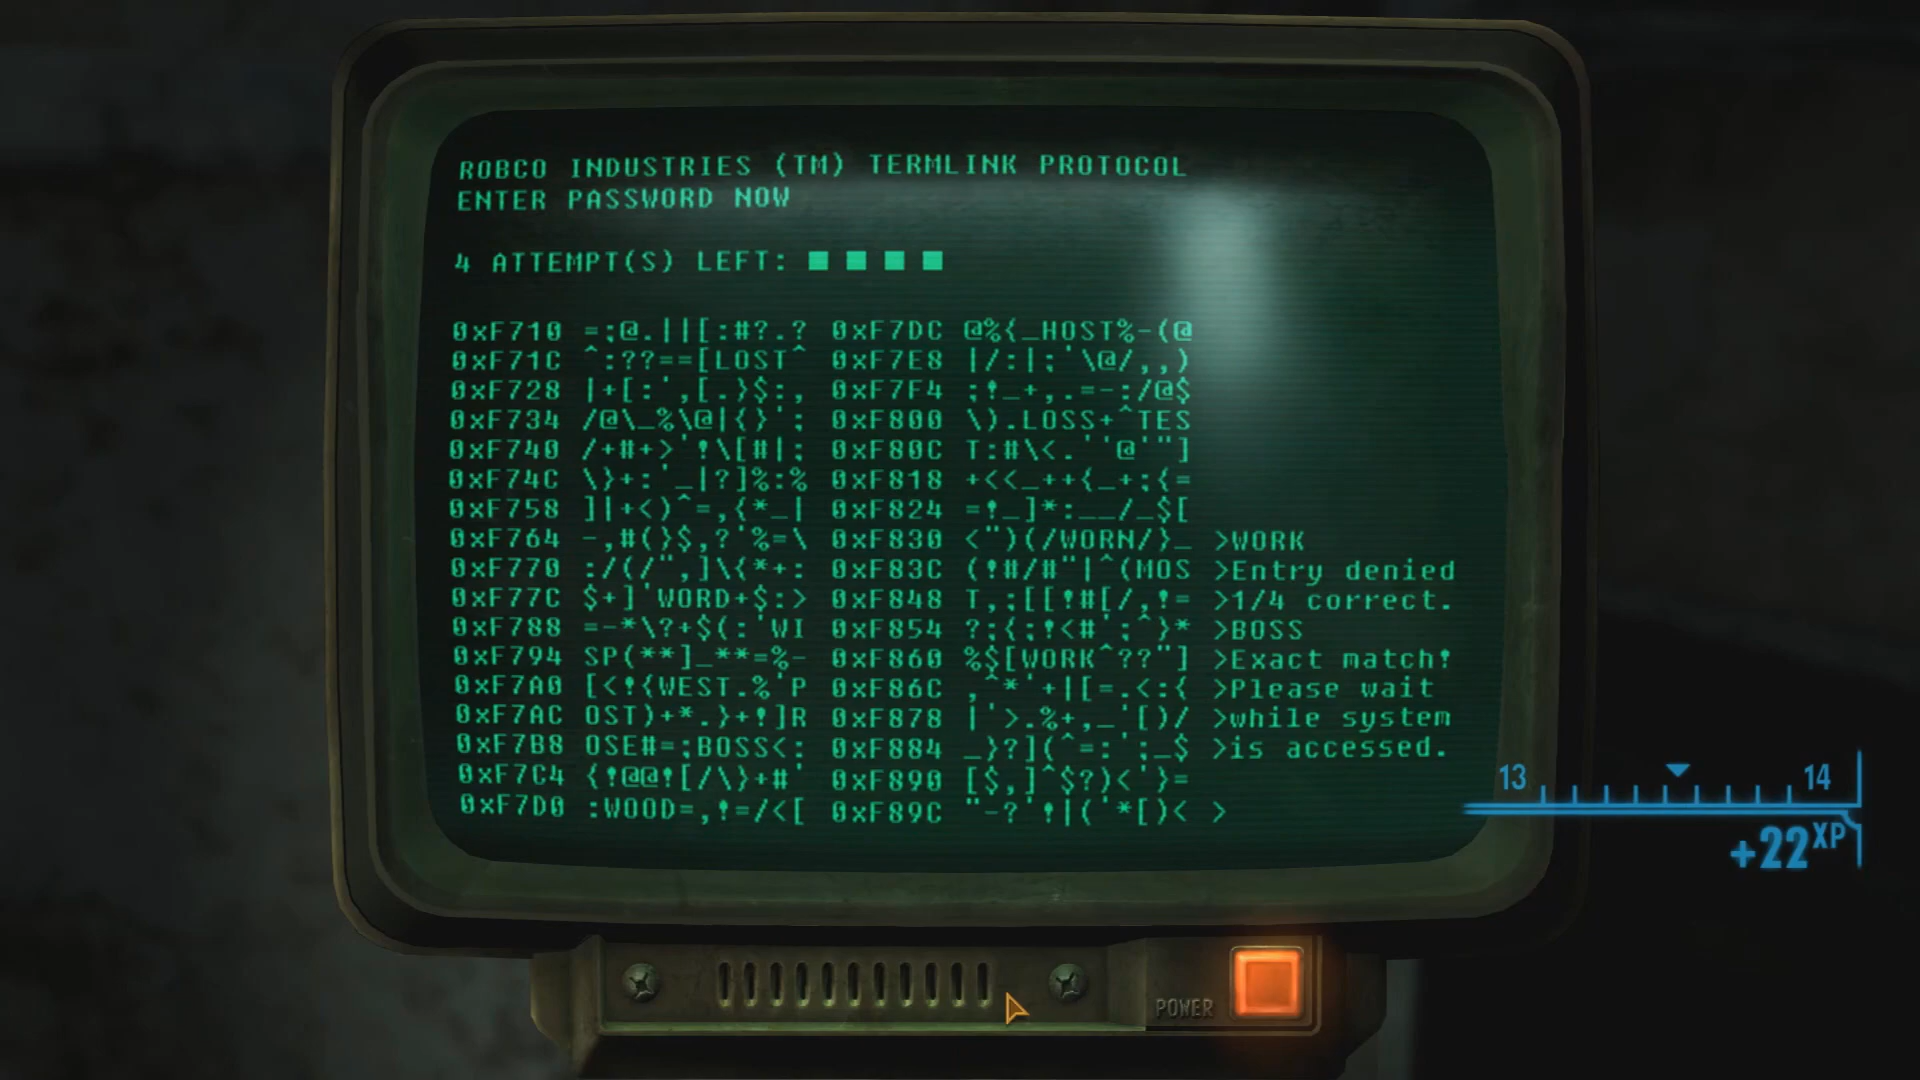 ROBCO INDUSTRIES (TM) TERMLINK PROTOCOL
ENTER PASSWORD NOW
4 ATTEMPT(S) LEFT: ■ ■ ■ ■
0xF710 =;@.||[:#?.? 0xF7DC @%{_HOST%-(@
0xF71C ^:??==[LOST^ 0xF7E8 |/:|;'\@/,,)
0xF728 |+[:',[.}$:, 0xF7F4 ;!_+,.=-:/@$
0xF734 /@\_%\@|{}'; 0xF800 \).LOSS+^TES
0xF740 /+#+>'!\[#|; 0xF80C T:#\<.''@'"]
0xF74C \}+:'_|?]%:% 0xF818 +<<_++{_+;{=
0xF758 ]|+<)^=,{*_| 0xF824 =!_]*:__/_$[
0xF764 -,#(}$,?'%=\ 0xF830 <")(/WORN/}_ >WORK
0xF770 :/(/",]\{*+: 0xF83C (!#/#"|^(MOS >Entry denied
0xF77C $+]'WORD+$:> 0xF848 T,;[[!#[/,!= >1/4 correct.
0xF788 =-*\?+$(:'WI 0xF854 ?;{;!<#';^}* >BOSS
0xF794 SP(**]_**=%- 0xF860 %$[WORK^??"] >Exact match!
0xF7A0 [<!{WEST.%'P 0xF86C ,^*'+|[=.<:{ >Please wait
0xF7AC OST)+*.}+!]R 0xF878 |'>.%+,_'[)/ >while system
0xF7B8 OSE#=;BOSS<: 0xF884 _}?](^=:';_$ >is accessed.
0xF7C4 {!@@![/\}+#' 0xF890 [$,]^$?)<'}=
0xF7D0 :WOOD=,!=/<[ 0xF89C "-?'!|('*[)< >
13 14
+22 XP
POWER